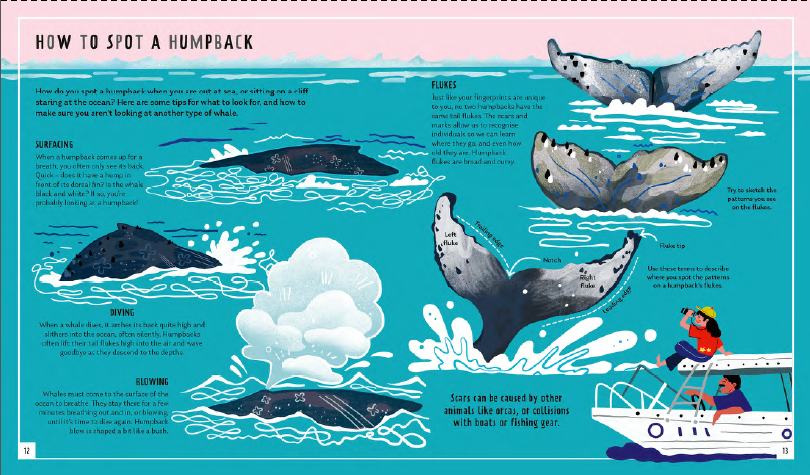 HOW TO SPOT A HUMPBACK
How do you spot a humpback when you are out at sea, or sitting on a cliff
staring at the ocean? Here are some tips for what to look for, and how to
make sure you aren't looking at another type of whale.
SURFACING
When a humpback comes up for a
breath, you often only see its back.
Quick – does it have a hump in
front of its dorsal fin? Is the whale
black and white? If so, you're
probably looking at a humpback!
DIVING
When a whale dives, it arches its back quite high and
slithers into the ocean, often silently. Humpbacks
often lift their tail flukes high into the air and wave
goodbye as they descend to the depths.
BLOWING
Whales must come to the surface of the
ocean to breathe. They stay there for a few
minutes breathing out and in, or blowing,
until it's time to dive again. Humpback
blow is shaped a bit like a bush.
12
FLUKES
Just like your fingerprints are unique
to you, no two humpbacks have the
same tail flukes. The scars and
marks allow us to recognise
individuals so we can learn
where they go, and even how
old they are. Humpback
flukes are broad and curvy.
Try to sketch the
patterns you see
on the flukes.
Left
fluke
Trailing edge
Notch
Right
fluke
Leading edge
Fluke tip
Use these terms to describe
where you spot the patterns
on a humpback's flukes.
Scars can be caused by other
animals like orcas, or collisions
with boats or fishing gear.
13